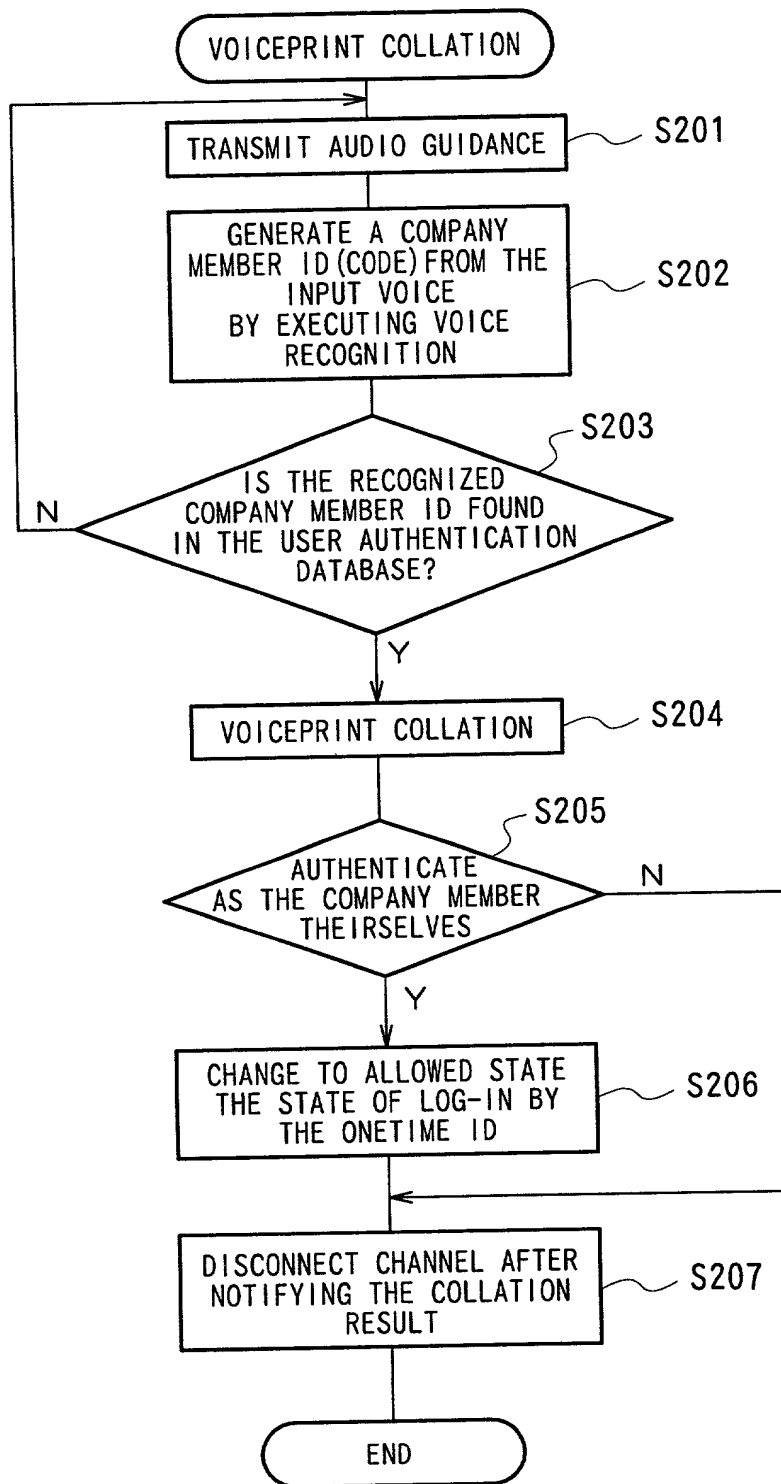 VOICEPRINT COLLATION
TRANSMIT AUDIO GUIDANCE
S201
GENERATE A COMPANY
MEMBER ID(CODE)FROM THE
INPUT VOICE
BY EXECUTING VOICE
RECOGNITION
S202
S203
IS THE RECOGNIZED
COMPANY MEMBER ID FOUND
IN THE USER AUTHENTICATION
DATABASE?
N
Y
VOICEPRINT COLLATION
S204
S205
AUTHENTICATE
AS THE COMPANY MEMBER
THEIRSELVES
N
Y
CHANGE TO ALLOWED STATE
THE STATE OF LOG-IN BY
THE ONETIME ID
S206
DISCONNECT CHANNEL AFTER
NOTIFYING THE COLLATION
RESULT
S207
END